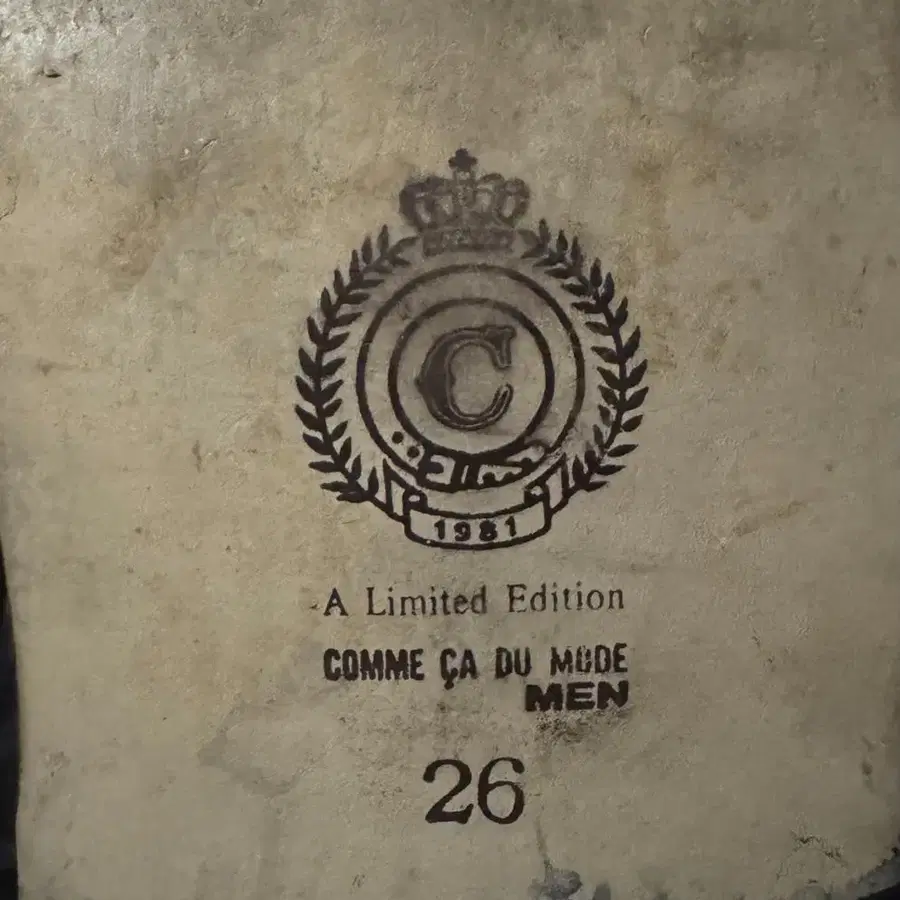 C
1981
A Limited Edition
COMME ÇA DU MODE
MEN
26